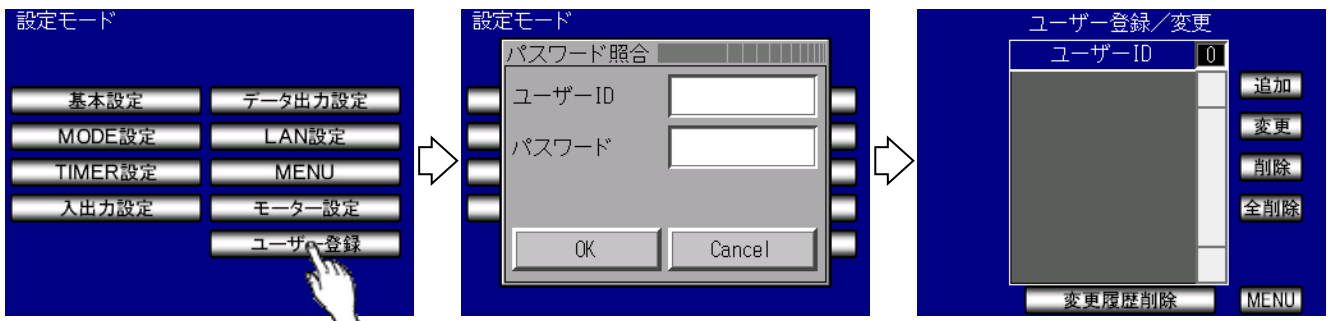 設定モード
基本設定 データ出力設定
MODE設定 LAN設定
TIMER設定 MENU
入出力設定 モーター設定
ユーザー登録
設定モード
パスワード照合
ユーザーID
パスワード
OK Cancel
ユーザー登録／変更
ユーザーID 0
追加
変更
削除
全削除
変更履歴削除 MENU